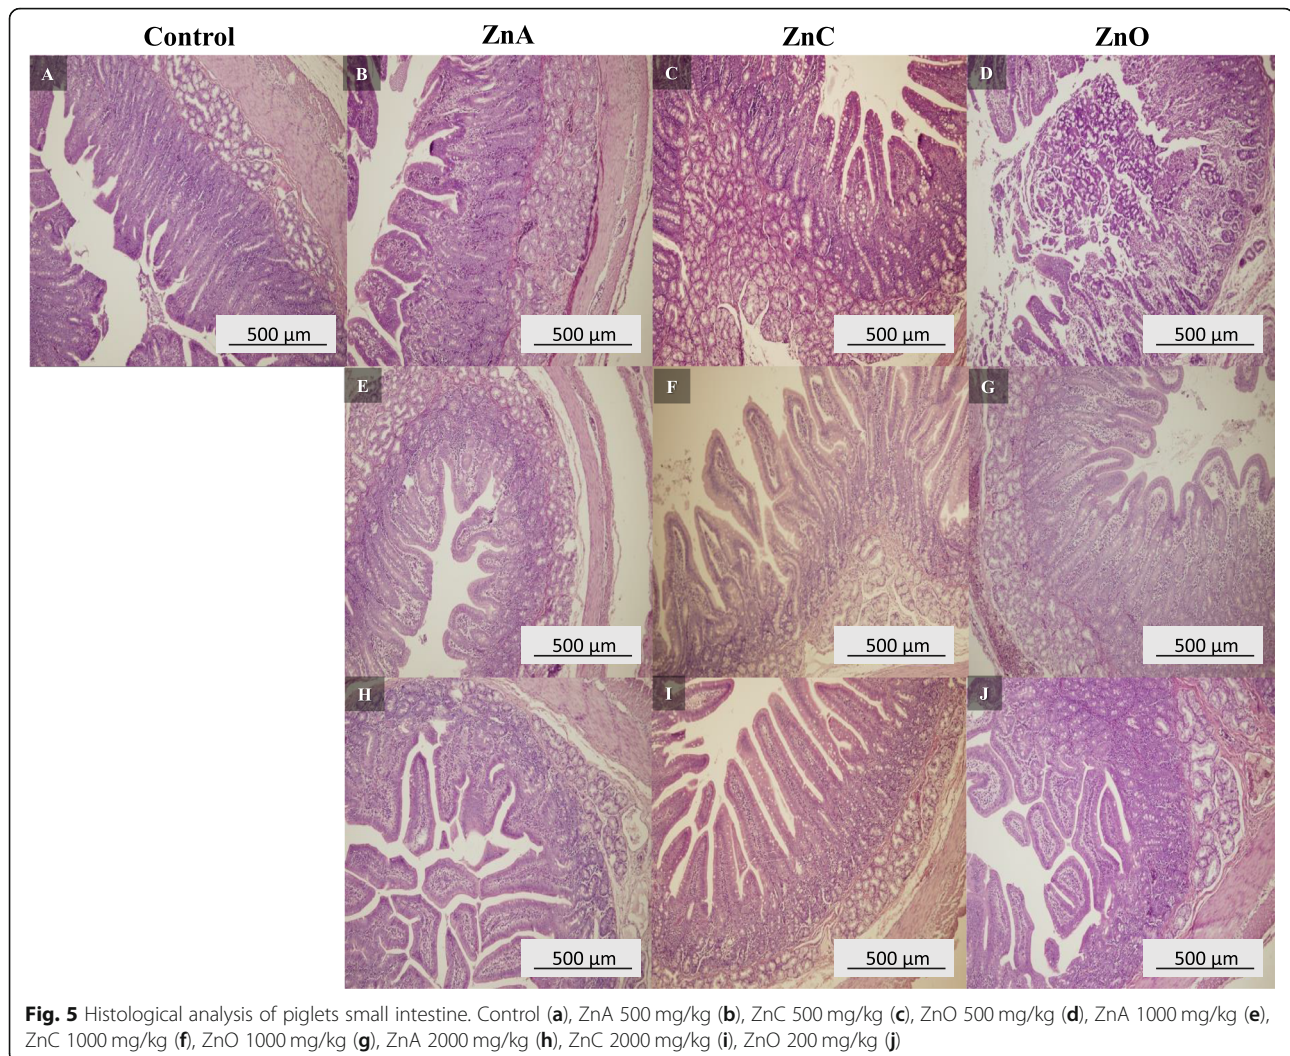 Control ZnA ZnC ZnO
A B C D
500 µm 500 µm 500 µm 500 µm
E F G
500 µm 500 µm 500 µm
H I J
500 µm 500 µm 500 µm
Fig. 5 Histological analysis of piglets small intestine. Control (a), ZnA 500 mg/kg (b), ZnC 500 mg/kg (c), ZnO 500 mg/kg (d), ZnA 1000 mg/kg (e),
ZnC 1000 mg/kg (f), ZnO 1000 mg/kg (g), ZnA 2000 mg/kg (h), ZnC 2000 mg/kg (i), ZnO 200 mg/kg (j)